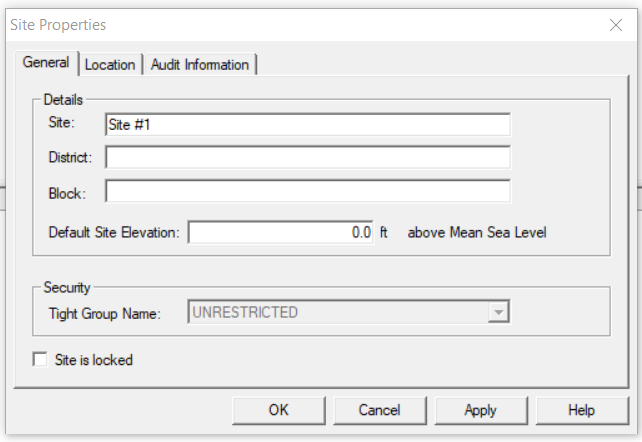 Site Properties
General Location Audit Information
Details
Site: Site #1
District:
Block:
Default Site Elevation: 0.0 ft above Mean Sea Level
Security
Tight Group Name: UNRESTRICTED
Site is locked
OK Cancel Apply Help